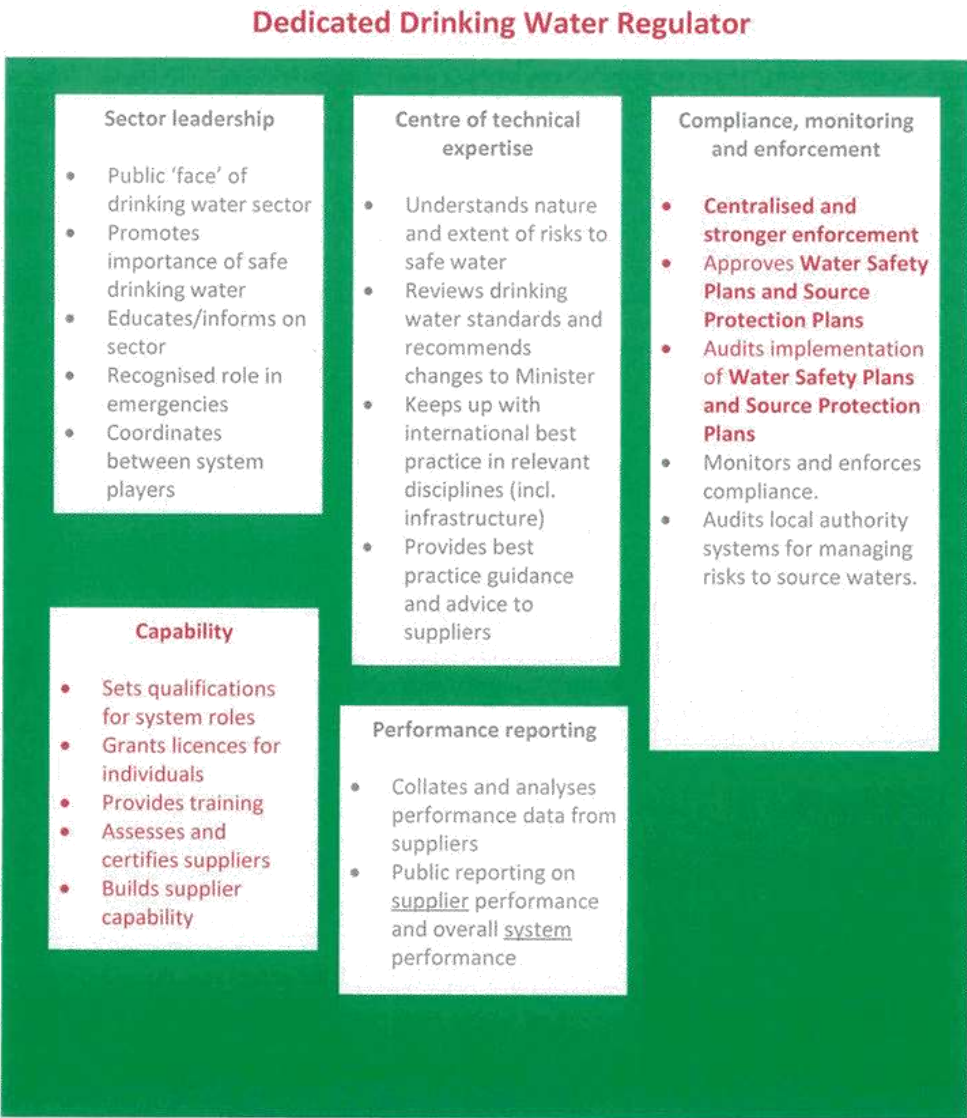 Dedicated Drinking Water Regulator
Sector leadership
• Public 'face' of
drinking water sector
• Promotes
importance of safe
drinking water
• Educates/informs on
sector
• Recognised role in
emergencies
• Coordinates
between system
players
Centre of technical
expertise
• Understands nature
and extent of risks to
safe water
• Reviews drinking
water standards and
recommends
changes to Minister
• Keeps up with
international best
practice in relevant
disciplines (incl.
infrastructure)
• Provides best
practice guidance
and advice to
suppliers
Compliance, monitoring
and enforcement
• Centralised and
stronger enforcement
• Approves Water Safety
Plans and Source
Protection Plans
• Audits implementation
of Water Safety Plans
and Source Protection
Plans
• Monitors and enforces
compliance.
• Audits local authority
systems for managing
risks to source waters.
Capability
• Sets qualifications
for system roles
• Grants licences for
individuals
• Provides training
• Assesses and
certifies suppliers
• Builds supplier
capability
Performance reporting
• Collates and analyses
performance data from
suppliers
• Public reporting on
supplier performance
and overall system
performance